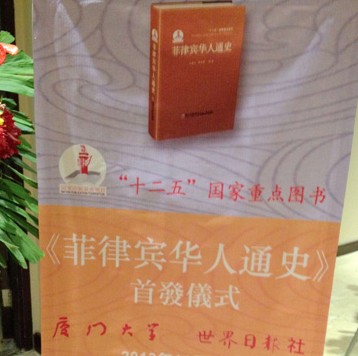 菲律宾华人通史
“十二五”国家重点图书
《菲律宾华人通史》
首發儀式
厦门大学 世界日报社